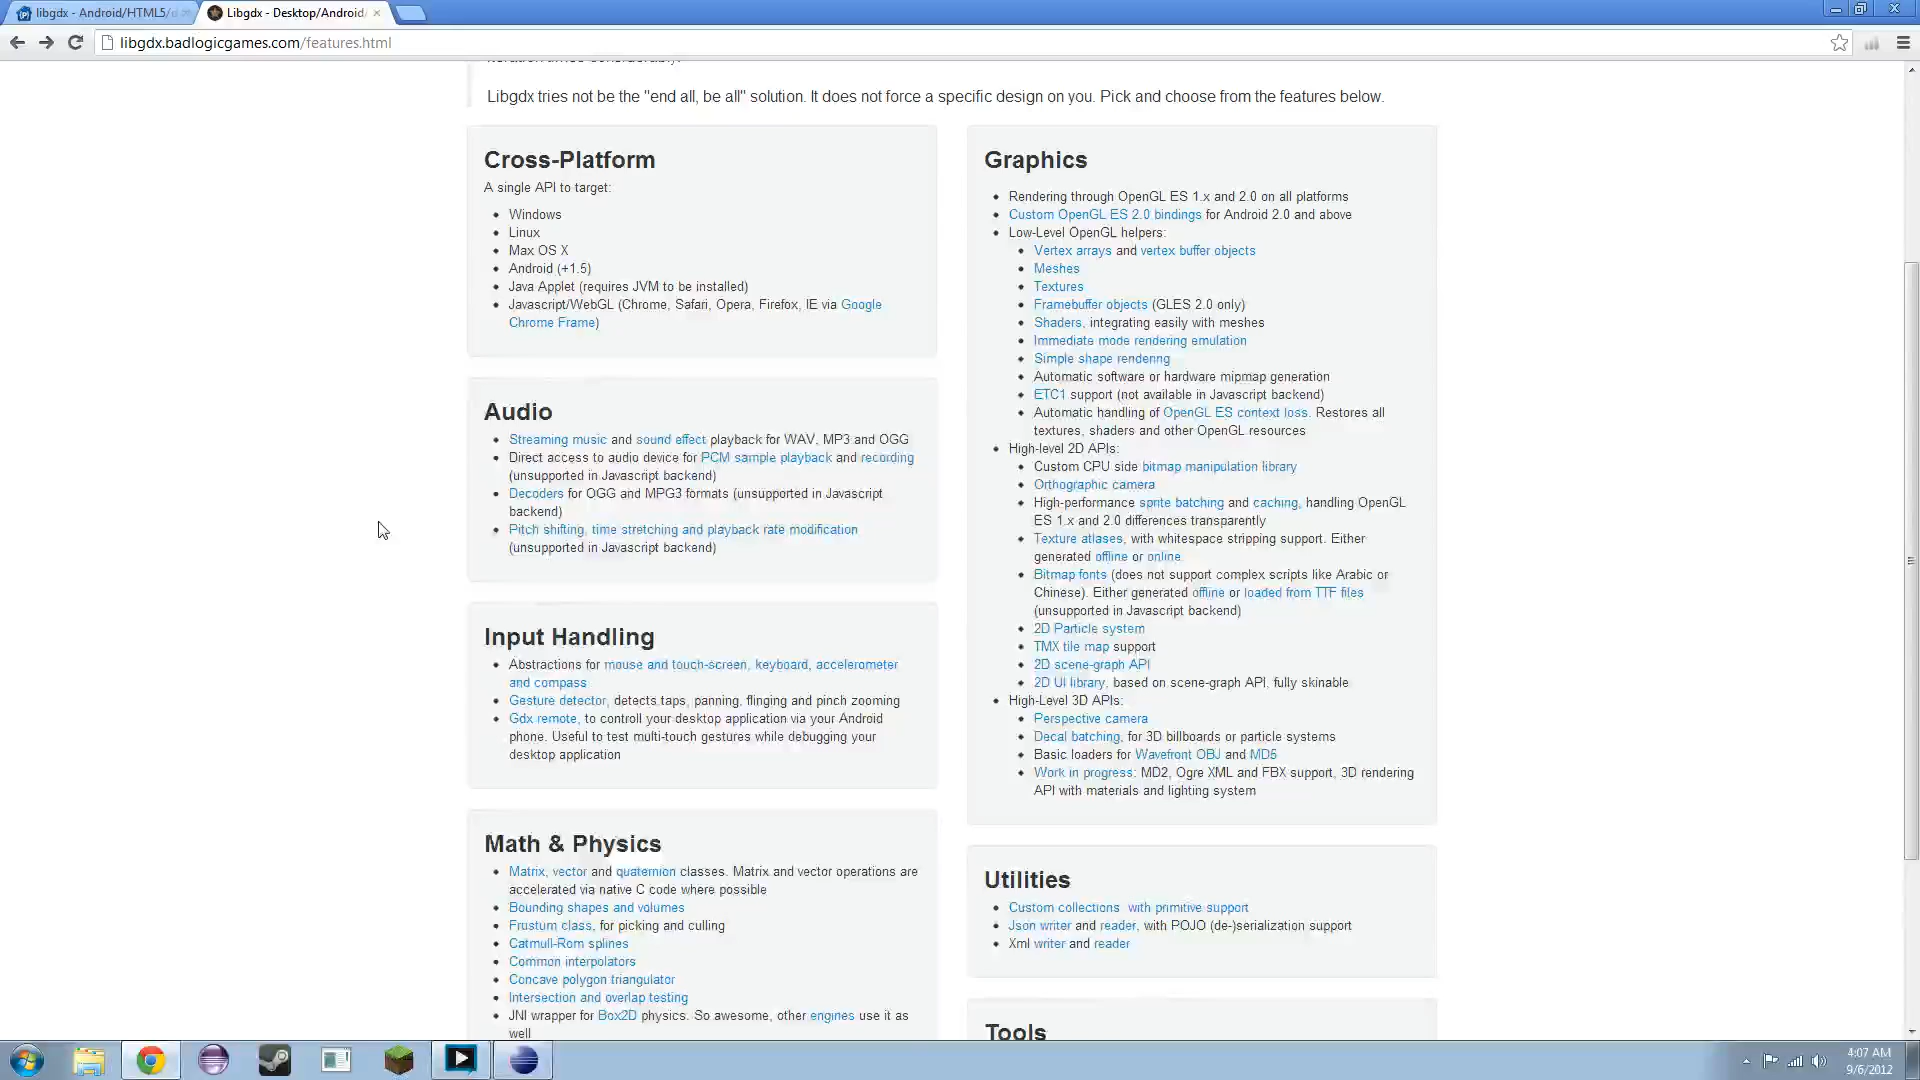 libgdx - Android/HTML5/d
Libgdx - Desktop/Android/
libgdx.badlogicgames.com/features.html
Libgdx tries not be the "end all, be all" solution. It does not force a specific design on you. Pick and choose from the features below.
Cross-Platform
A single API to target:
Windows
Linux
Max OS X
Android (+1.5)
Java Applet (requires JVM to be installed)
Javascript/WebGL (Chrome, Safari, Opera, Firefox, IE via Google
Chrome Frame)
Audio
Streaming music and sound effect playback for WAV, MP3 and OGG
Direct access to audio device for PCM sample playback and recording
(unsupported in Javascript backend)
Decoders for OGG and MPG3 formats (unsupported in Javascript
backend)
Pitch shifting, time stretching and playback rate modification
(unsupported in Javascript backend)
Input Handling
Abstractions for mouse and touch-screen, keyboard, accelerometer
and compass
Gesture detector, detects taps, panning, flinging and pinch zooming
Gdx remote, to controll your desktop application via your Android
phone. Useful to test multi-touch gestures while debugging your
desktop application
Math & Physics
Matrix, vector and quaternion classes. Matrix and vector operations are
accelerated via native C code where possible
Bounding shapes and volumes
Frustum class, for picking and culling
Catmull-Rom splines
Common interpolators
Concave polygon triangulator
Intersection and overlap testing
JNI wrapper for Box2D physics. So awesome, other engines use it as
well
Graphics
Rendering through OpenGL ES 1.x and 2.0 on all platforms
Custom OpenGL ES 2.0 bindings for Android 2.0 and above
Low-Level OpenGL helpers:
Vertex arrays and vertex buffer objects
Meshes
Textures
Framebuffer objects (GLES 2.0 only)
Shaders, integrating easily with meshes
Immediate mode rendering emulation
Simple shape rendering
Automatic software or hardware mipmap generation
ETC1 support (not available in Javascript backend)
Automatic handling of OpenGL ES context loss. Restores all
textures, shaders and other OpenGL resources
High-level 2D APIs:
Custom CPU side bitmap manipulation library
Orthographic camera
High-performance sprite batching and caching, handling OpenGL
ES 1.x and 2.0 differences transparently
Texture atlases, with whitespace stripping support. Either
generated offline or online
Bitmap fonts (does not support complex scripts like Arabic or
Chinese). Either generated offline or loaded from TTF files
(unsupported in Javascript backend)
2D Particle system
TMX tile map support
2D scene-graph API
2D UI library, based on scene-graph API, fully skinable
High-Level 3D APIs:
Perspective camera
Decal batching, for 3D billboards or particle systems
Basic loaders for Wavefront OBJ and MD5
Work in progress: MD2, Ogre XML and FBX support, 3D rendering
API with materials and lighting system
Utilities
Custom collections with primitive support
Json writer and reader, with POJO (de-)serialization support
Xml writer and reader
Tools
4:07 AM
9/6/2012